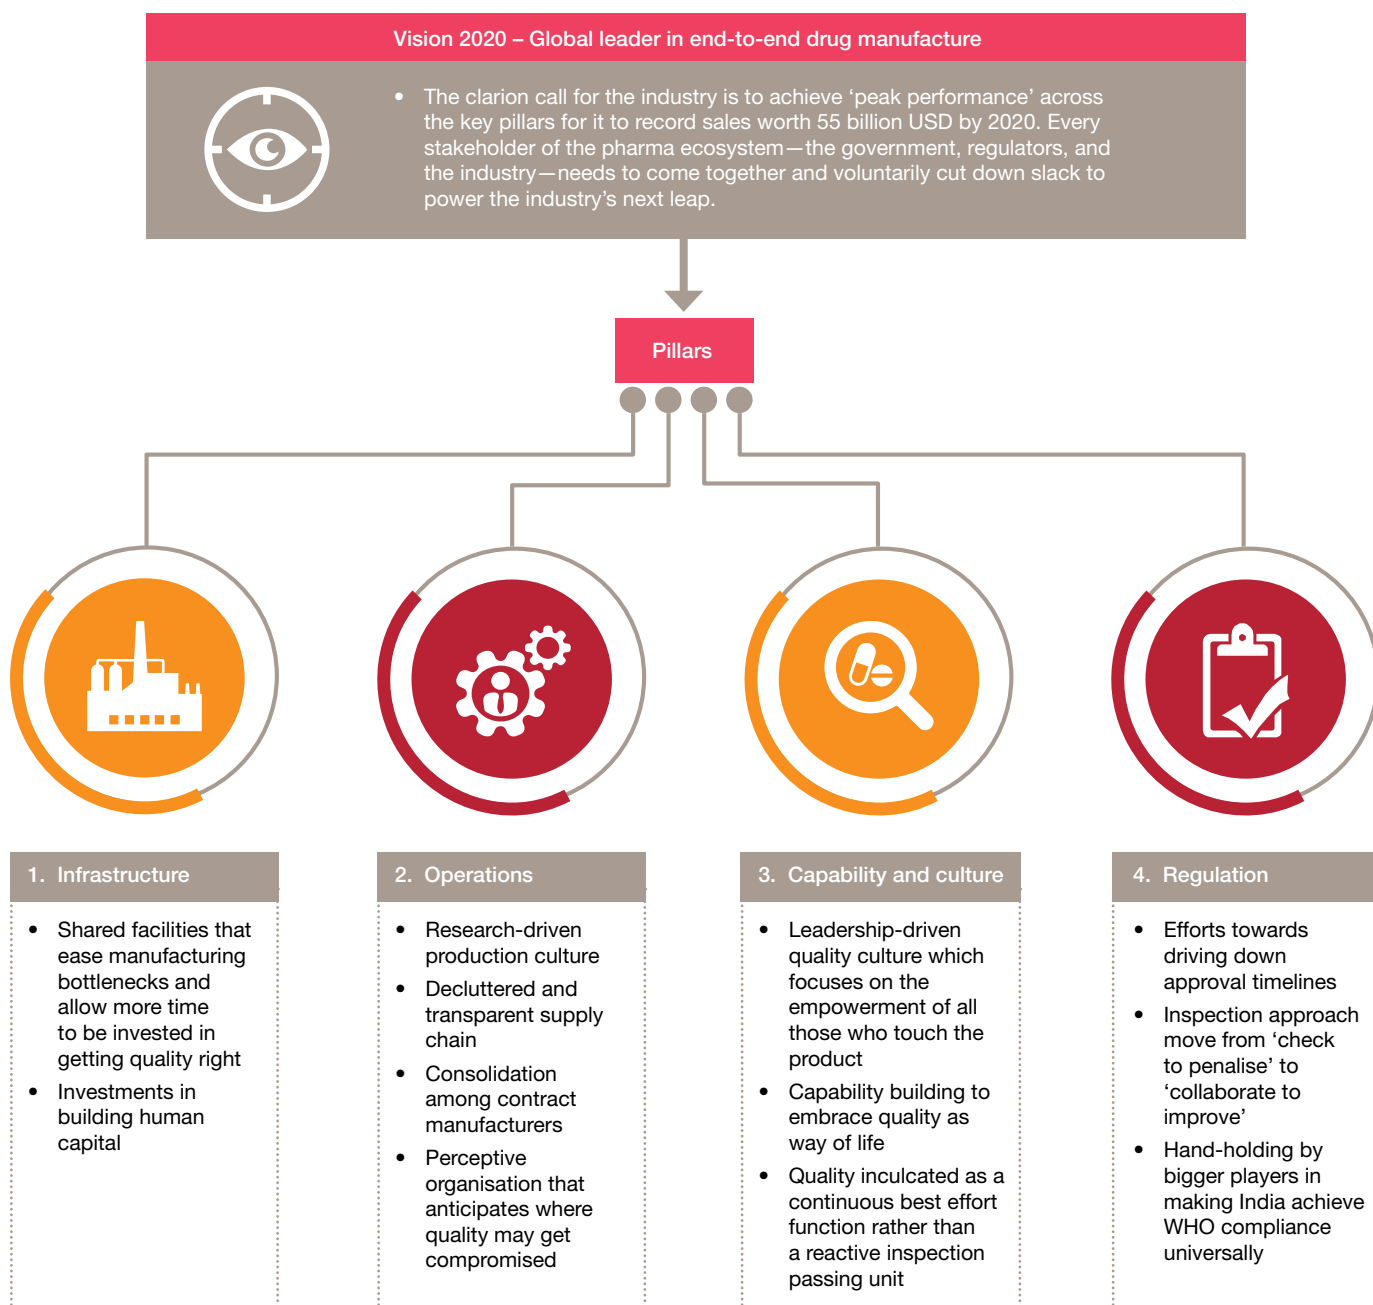 Vision 2020 – Global leader in end-to-end drug manufacture
• The clarion call for the industry is to achieve ‘peak performance’ across
the key pillars for it to record sales worth 55 billion USD by 2020. Every
stakeholder of the pharma ecosystem—the government, regulators, and
the industry—needs to come together and voluntarily cut down slack to
power the industry’s next leap.
Pillars
1. Infrastructure
• Shared facilities that
ease manufacturing
bottlenecks and
allow more time
to be invested in
getting quality right
• Investments in
building human
capital
2. Operations
• Research-driven
production culture
• Decluttered and
transparent supply
chain
• Consolidation
among contract
manufacturers
• Perceptive
organisation that
anticipates where
quality may get
compromised
3. Capability and culture
• Leadership-driven
quality culture which
focuses on the
empowerment of all
those who touch the
product
• Capability building to
embrace quality as
way of life
• Quality inculcated as a
continuous best effort
function rather than
a reactive inspection
passing unit
4. Regulation
• Efforts towards
driving down
approval timelines
• Inspection approach
move from ‘check
to penalise’ to
‘collaborate to
improve’
• Hand-holding by
bigger players in
making India achieve
WHO compliance
universally